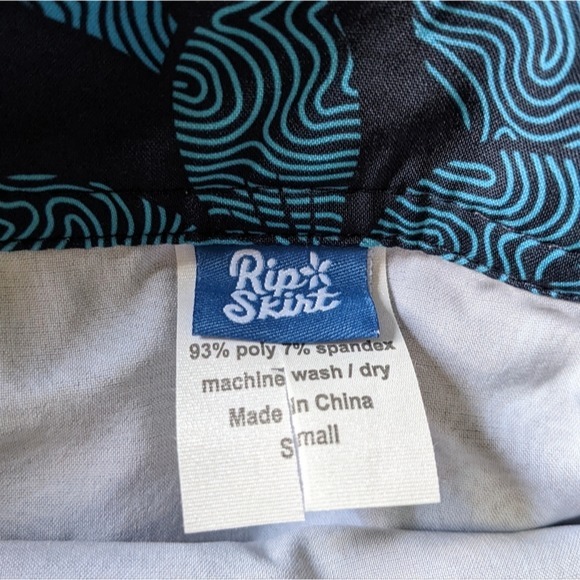 Rip
Skirt
93% poly 7% spandex
machine wash / dry
Made in China
Small